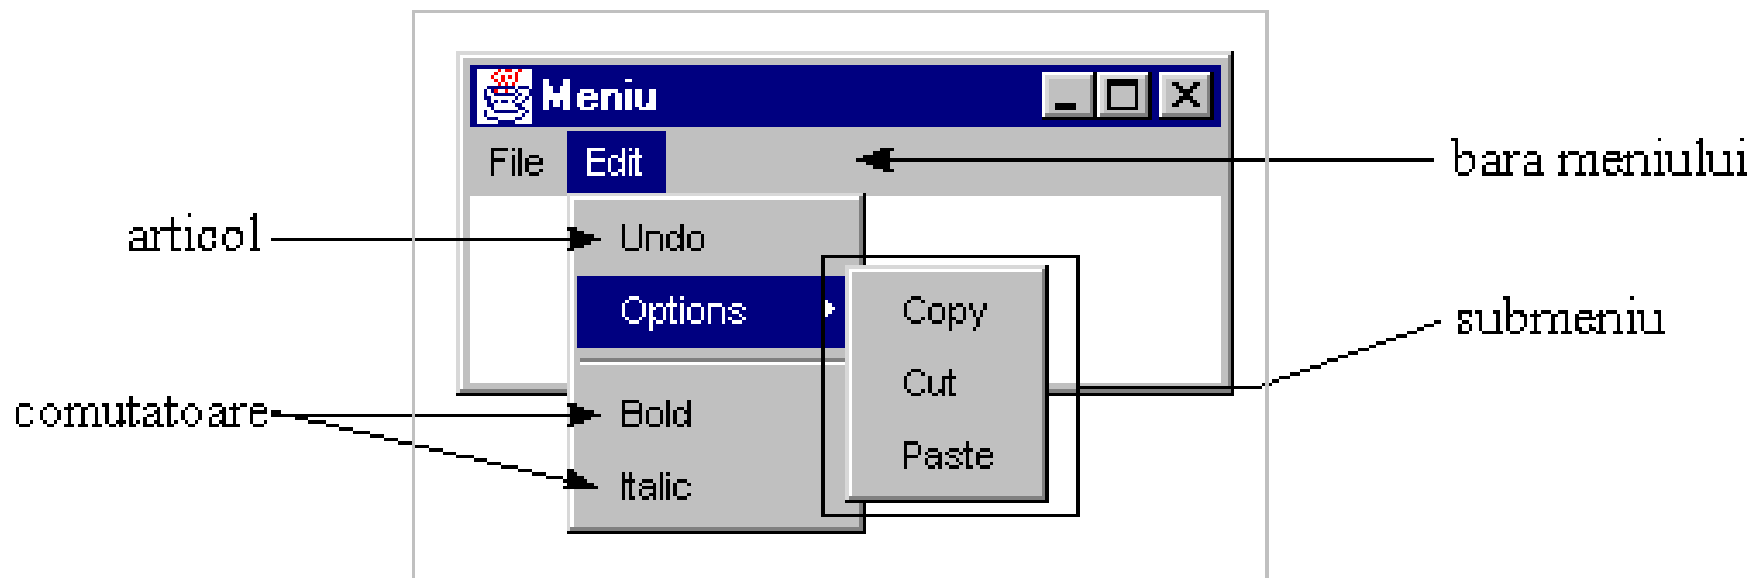 Meniu
File Edit
bara meniului
articol
Undo
Options
Copy
submeniu
Cut
comutatoare
Bold
Paste
Italic